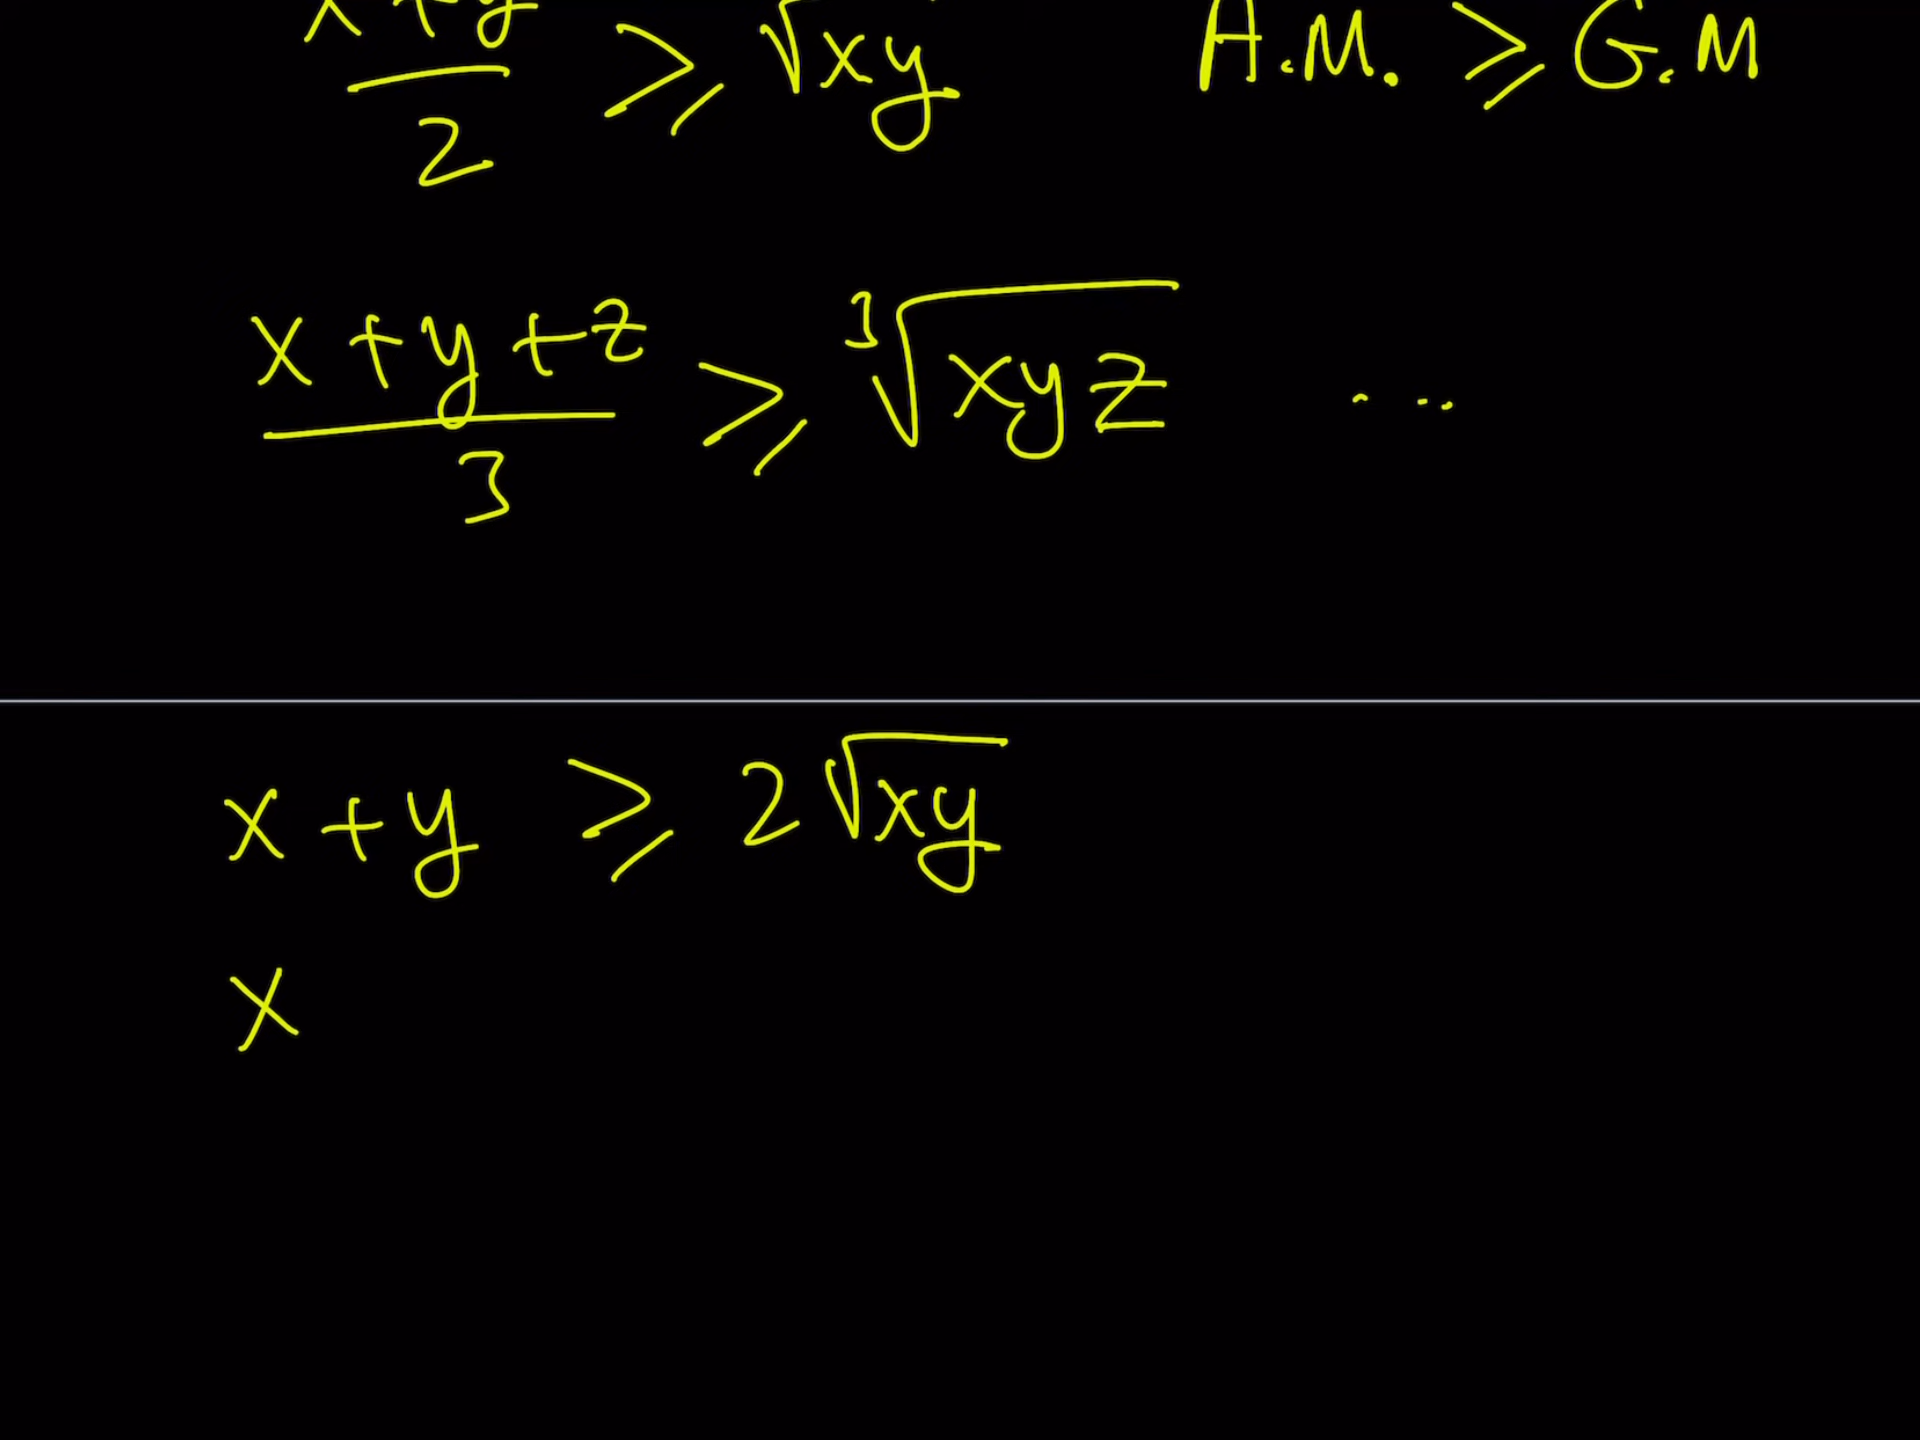 x+y/2 ≥ √xy A.M. ≥ G.M
x+y+z/3 ≥ ∛xyz ...
x+y ≥ 2√xy
x